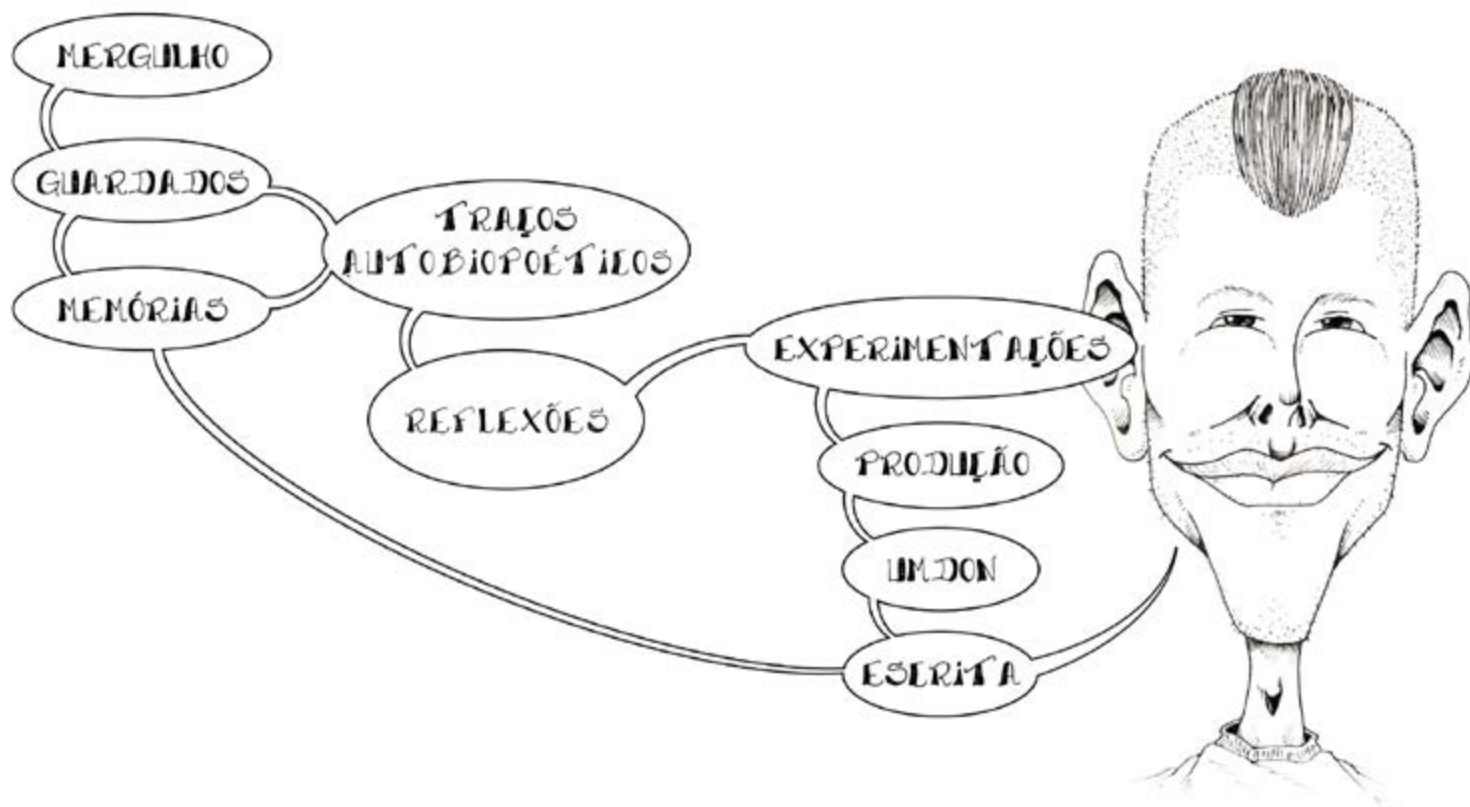 MERGULHO
GUARDADOS
MEMÓRIAS
TRAÇOS
AUTOBIOPOÉTICOS
REFLEXÕES
EXPERIMENTAÇÕES
PRODUÇÃO
UMDON
ESCRITA